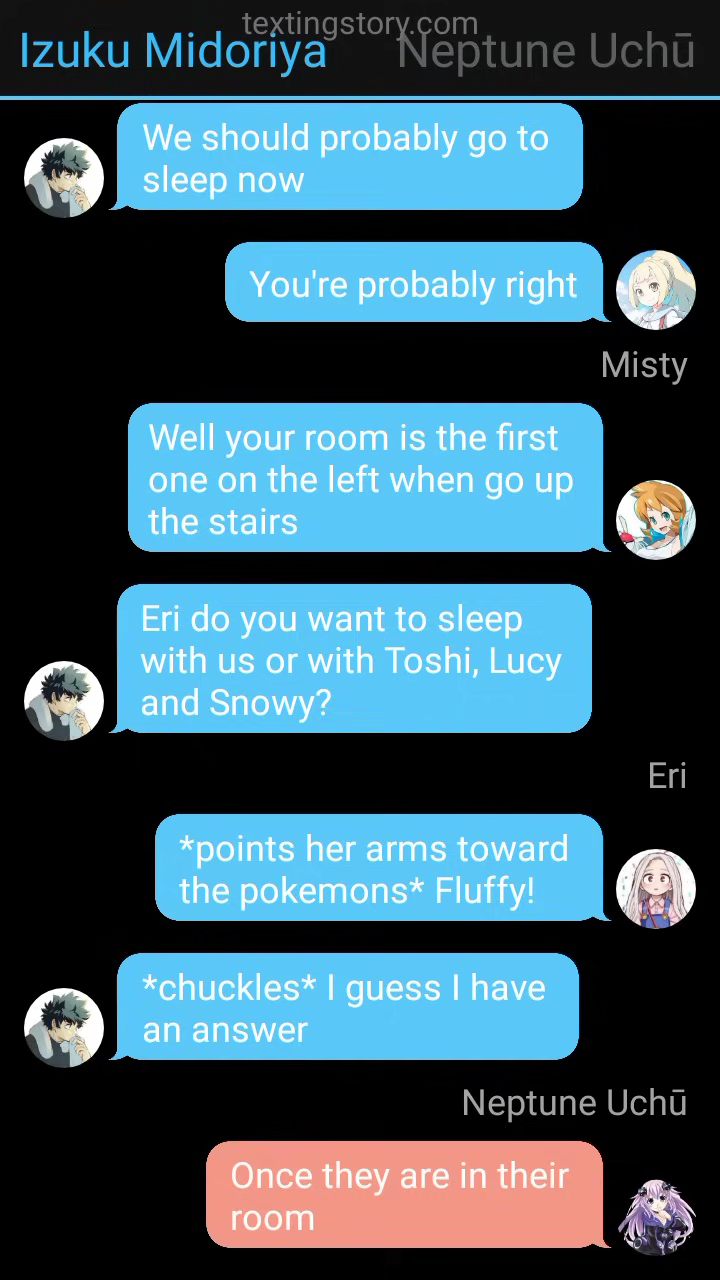 textingstory.com
Izuku Midoriya
Neptune Uchū
We should probably go to
sleep now
You're probably right
Misty
Well your room is the first
one on the left when go up
the stairs
Eri do you want to sleep
with us or with Toshi, Lucy
and Snowy?
Eri
*points her arms toward
the pokemons* Fluffy!
*chuckles* I guess I have
an answer
Neptune Uchū
Once they are in their
room